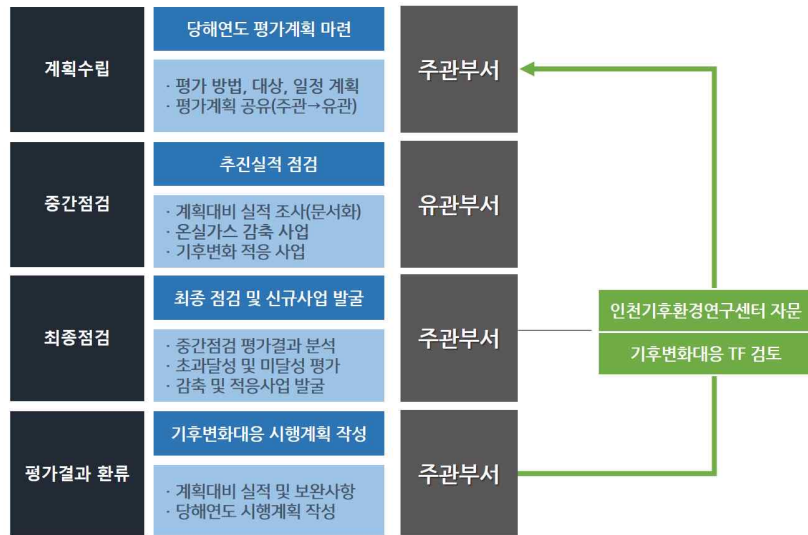 계획수립
당해연도 평가계획 마련
· 평가 방법, 대상, 일정 계획
· 평가계획 공유(주관→유관)
주관부서
중간점검
추진실적 점검
· 계획대비 실적 조사(문서화)
· 온실가스 감축 사업
· 기후변화 적응 사업
유관부서
최종점검
최종 점검 및 신규사업 발굴
· 중간점검 평가결과 분석
· 초과달성 및 미달성 평가
· 감축 및 적응사업 발굴
주관부서
인천기후환경연구센터 자문
기후변화대응 TF 검토
평가결과 환류
기후변화대응 시행계획 작성
· 계획대비 실적 및 보완사항
· 당해연도 시행계획 작성
주관부서